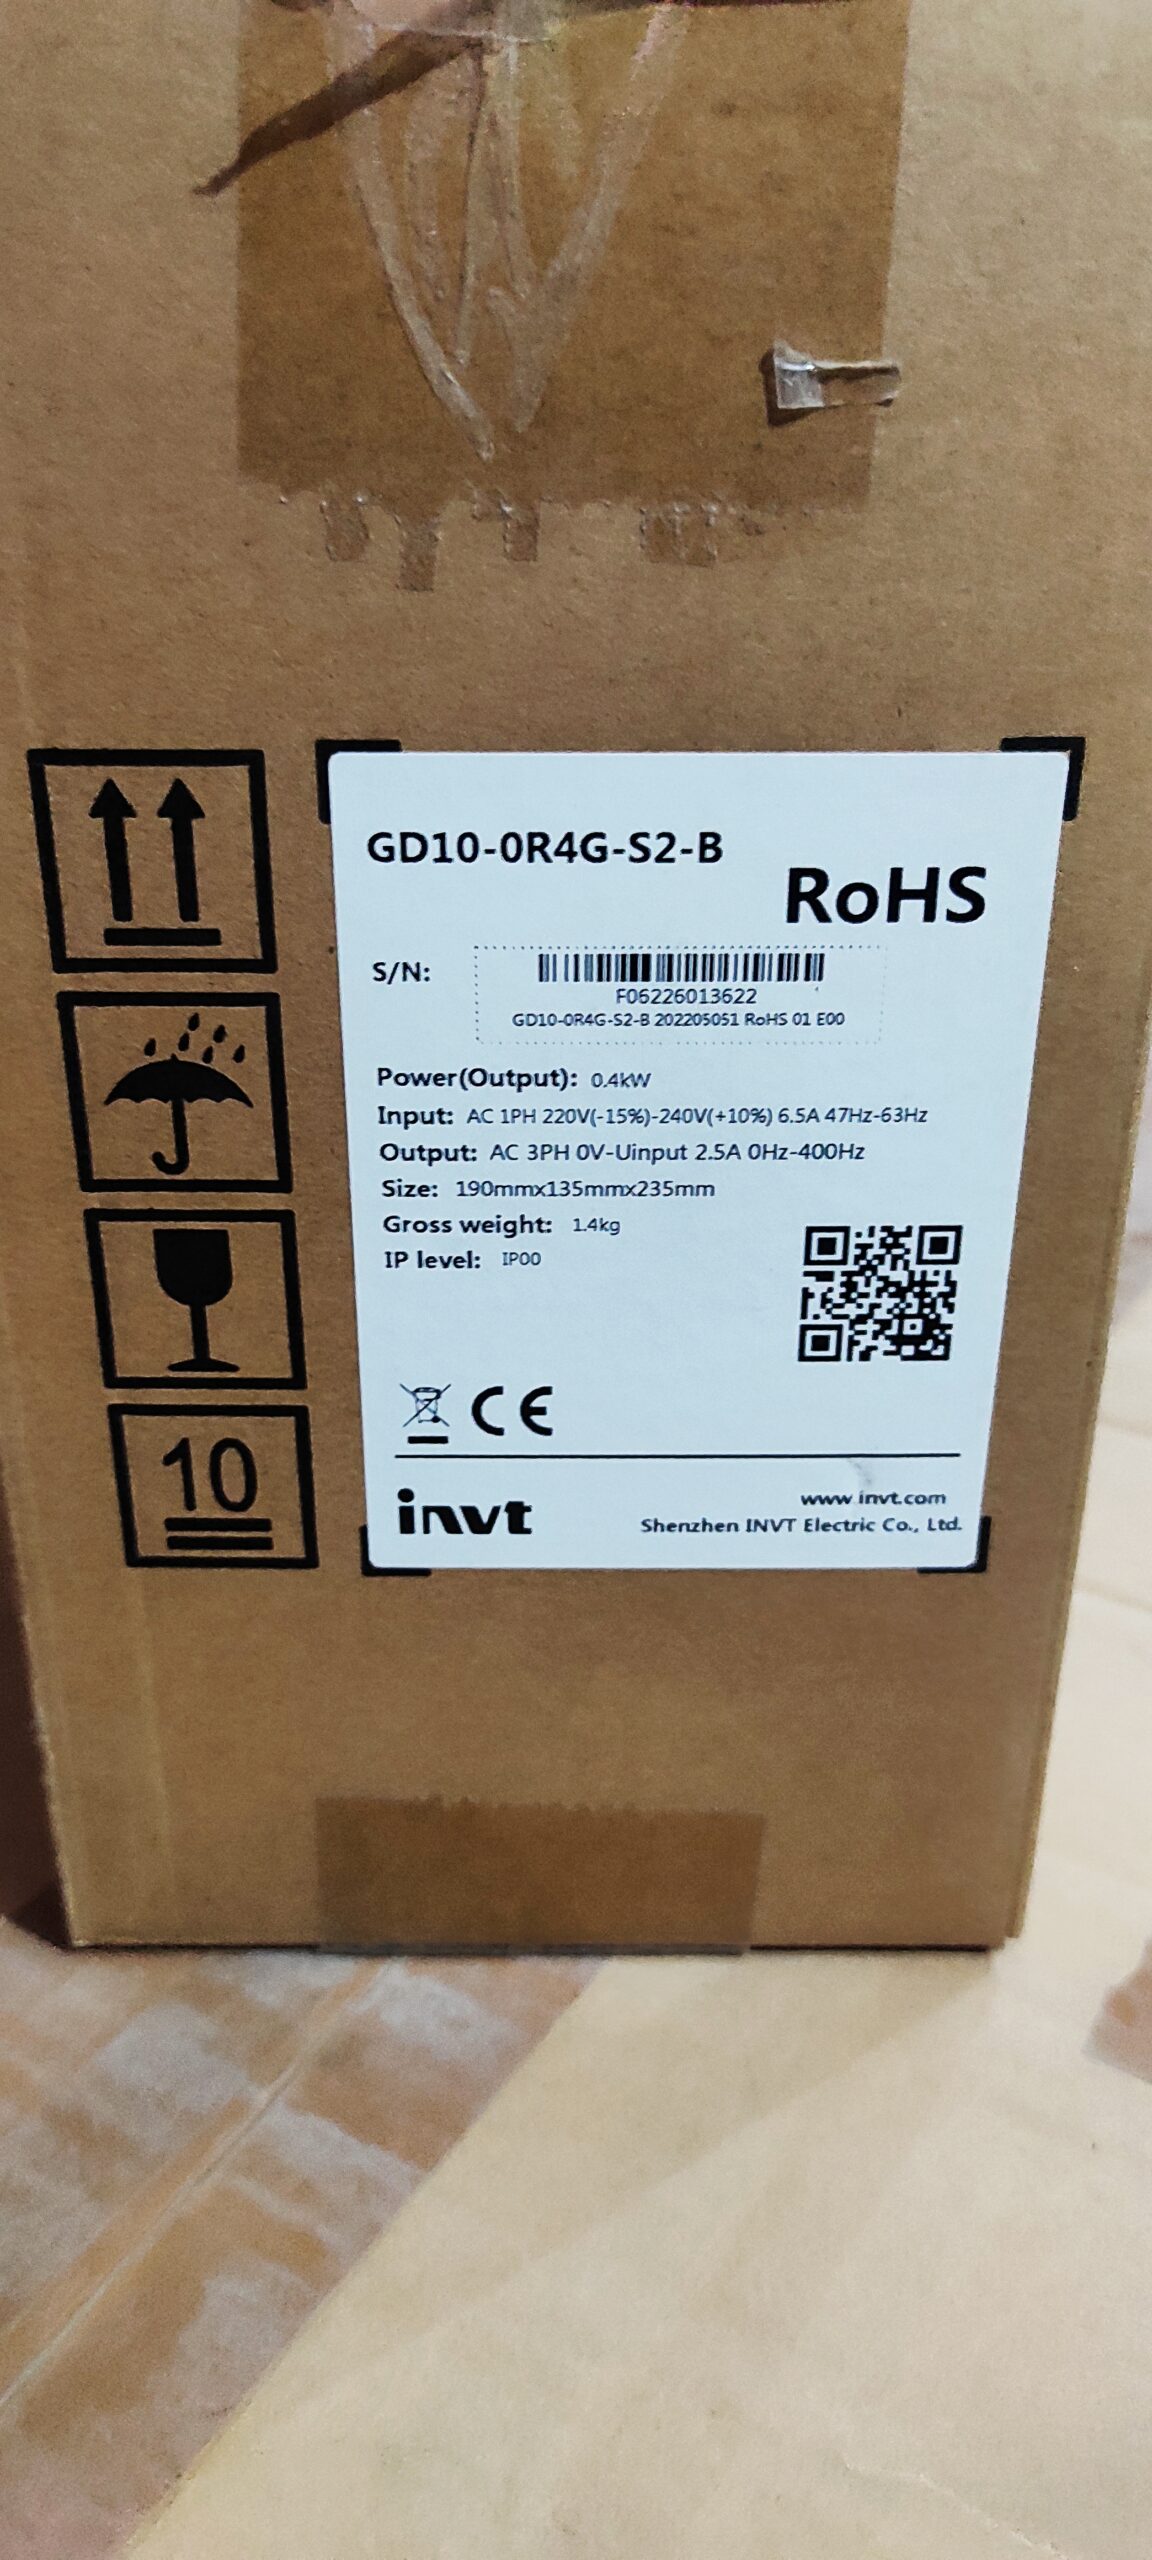 GD10-0R4G-S2-B
RoHS
S/N:
F06226013622
GD10-0R4G-S2-B 202205051 RoHS 01 E00
Power(Output): 0.4kW
Input: AC 1PH 220V(-15%)-240V(+10%) 6.5A 47Hz-63Hz
Output: AC 3PH 0V-Uinput 2.5A 0Hz-400Hz
Size: 190mmx135mmx235mm
Gross weight: 1.4kg
IP level: IP00
CE
10
invt
www.invt.com
Shenzhen INVT Electric Co., Ltd.